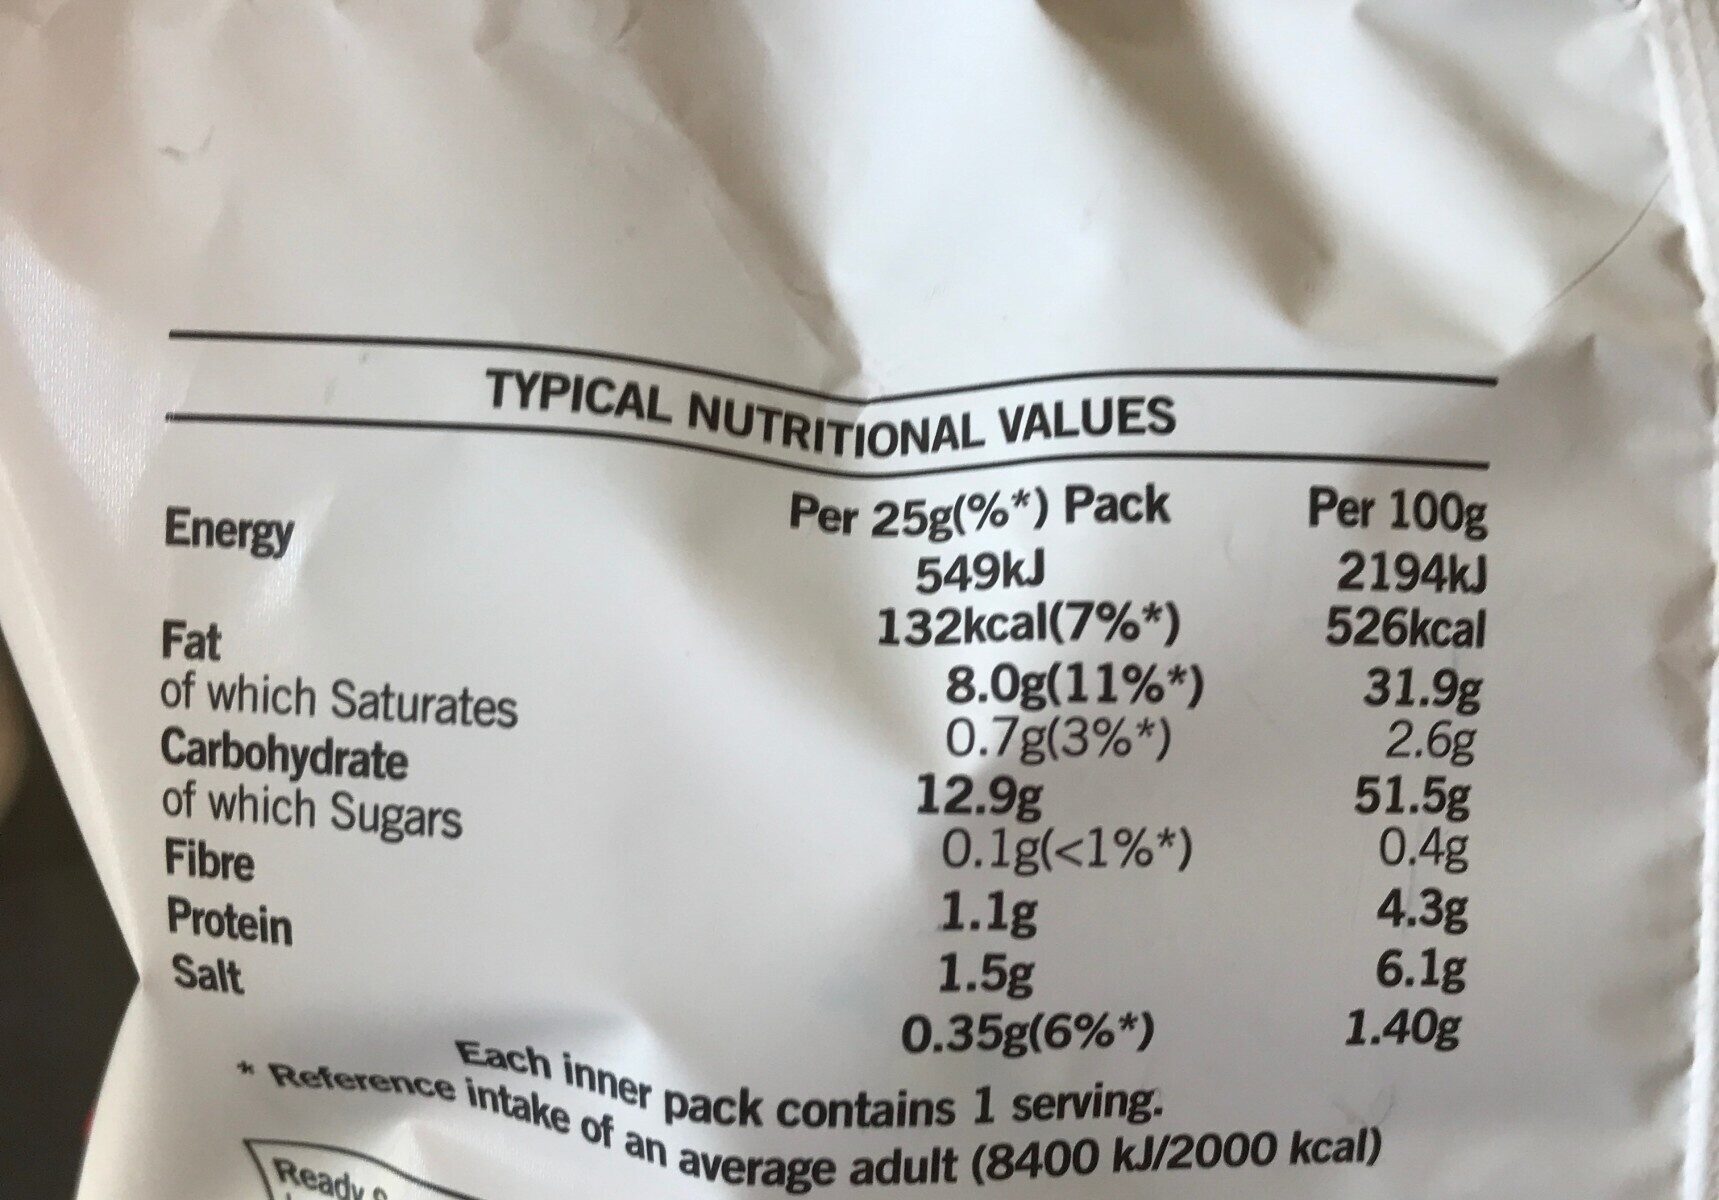 TYPICAL NUTRITIONAL VALUES
Per 25g(%*) Pack Per 100g
Energy 549kJ 2194kJ
132kcal(7%*) 526kcal
Fat 8.0g(11%*) 31.9g
of which Saturates 0.7g(3%*) 2.6g
Carbohydrate 12.9g 51.5g
of which Sugars 0.1g(<1%*) 0.4g
Fibre 1.1g 4.3g
Protein 1.5g 6.1g
Salt 0.35g(6%*) 1.40g
Each inner pack contains 1 serving.
* Reference intake of an average adult (8400 kJ/2000 kcal)
Ready